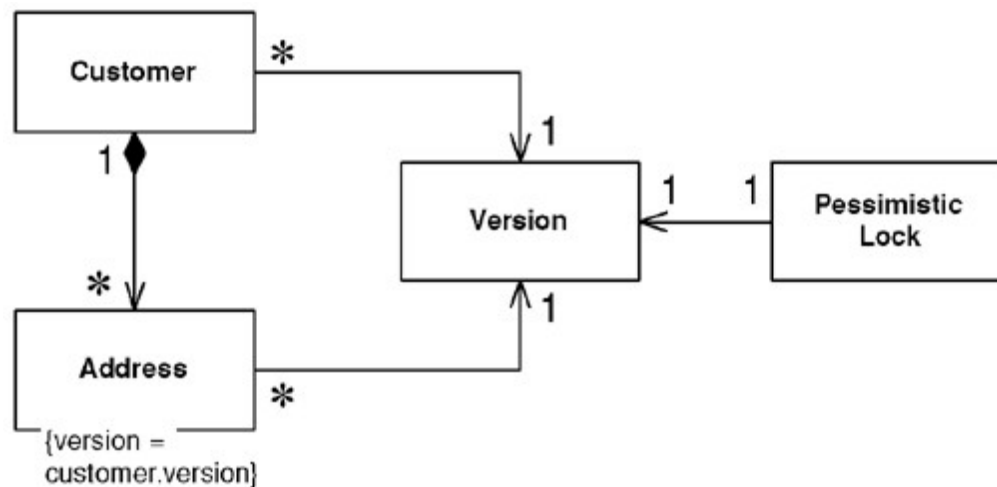 Customer
*
1
1
Version
1
1
Pessimistic
Lock
*
1
Address
*
{version =
customer.version}